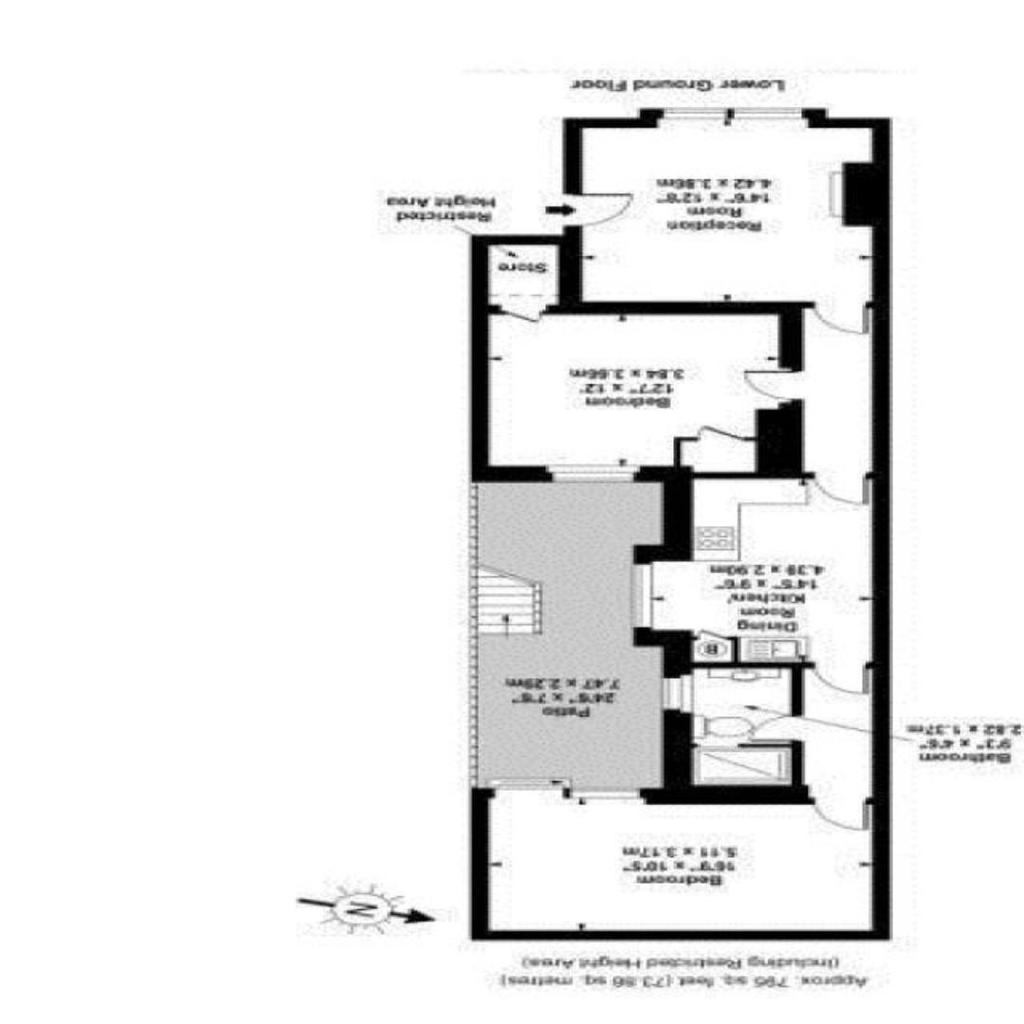 Approx. 795 sq. feet (73.86 sq. metres)
(Including Restricted Height Area)
N
Bedroom
16'9" x 10'5"
5.11 x 3.17m
Bathroom
9'3" x 4'6"
2.82 x 1.37m
Patio
24'6" x 7'6"
7.47 x 2.29m
B
Dining
Room
Kitchen/
14'5" x 9'6"
4.39 x 2.90m
Bedroom
12'7" x 12'
3.84 x 3.66m
Store
Restricted
Height Area
Reception
Room
14'6" x 12'8"
4.42 x 3.86m
Lower Ground Floor